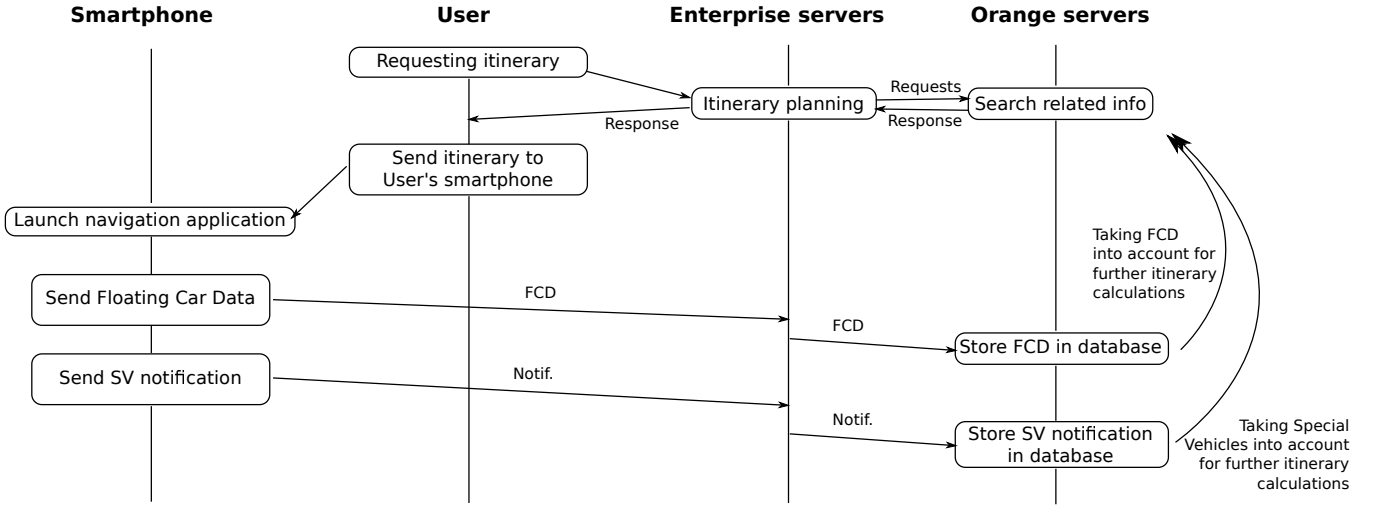 Smartphone
User
Enterprise servers
Orange servers
Requesting itinerary
Itinerary planning
Requests
Search related info
Response
Response
Send itinerary to
User's smartphone
Launch navigation application
Taking FCD
into account for
further itinerary
calculations
Send Floating Car Data
FCD
FCD
Store FCD in database
Send SV notification
Notif.
Notif.
Store SV notification
in database
Taking Special
Vehicles into account
for further itinerary
calculations